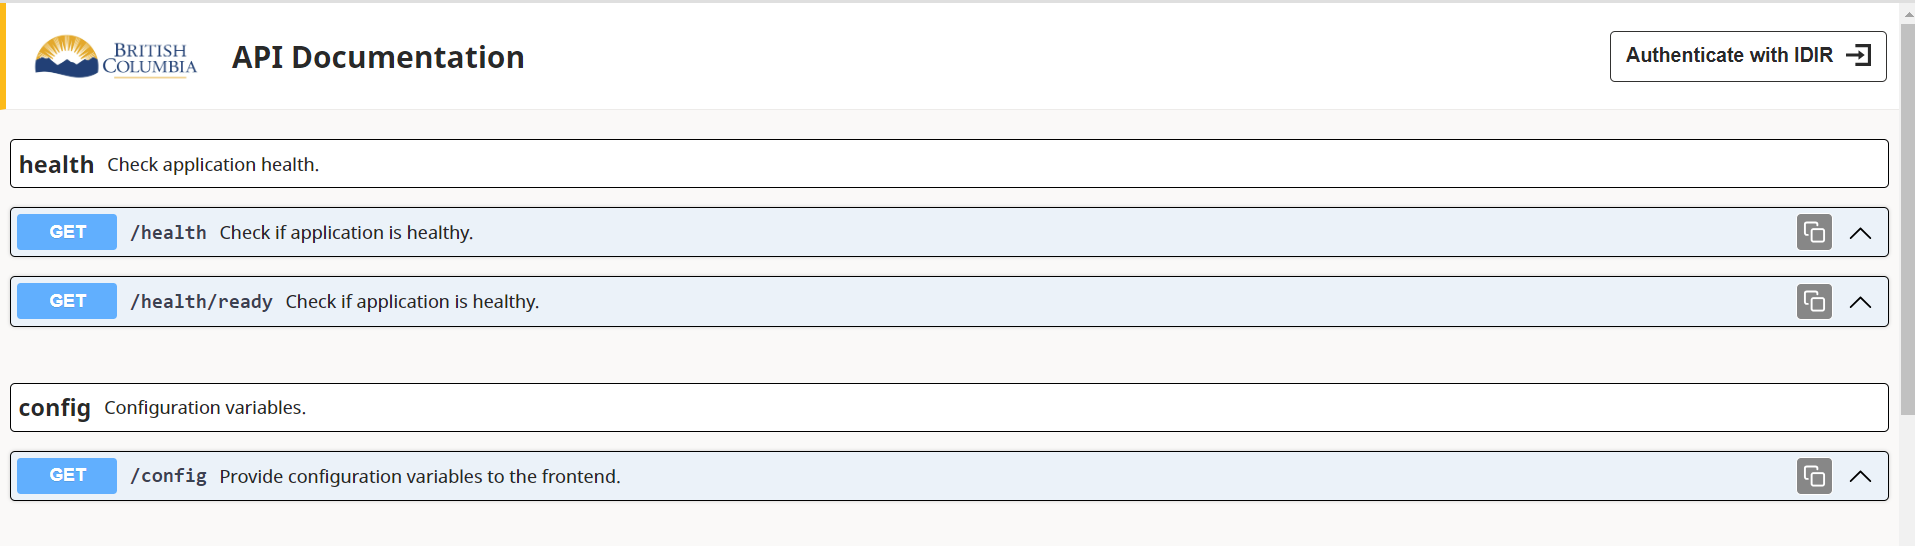 BRITISH
COLUMBIA
API Documentation
Authenticate with IDIR
health Check application health.
GET /health Check if application is healthy.
GET /health/ready Check if application is healthy.
config Configuration variables.
GET /config Provide configuration variables to the frontend.